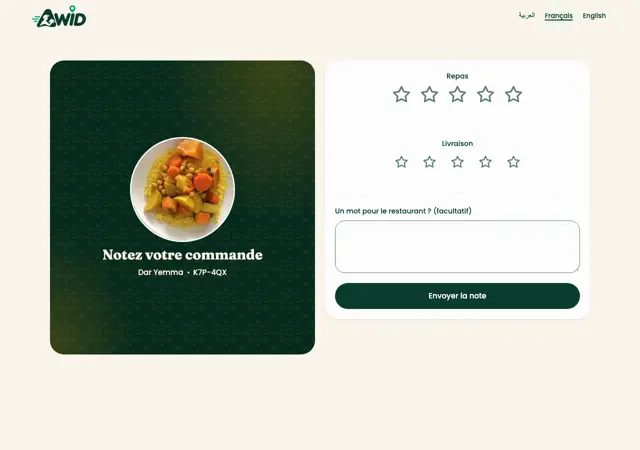 AWID
العربية
Français
English
Notez votre commande
Dar Yemma • K7P-4QX
Repas
Livraison
Un mot pour le restaurant ? (facultatif)
Envoyer la note